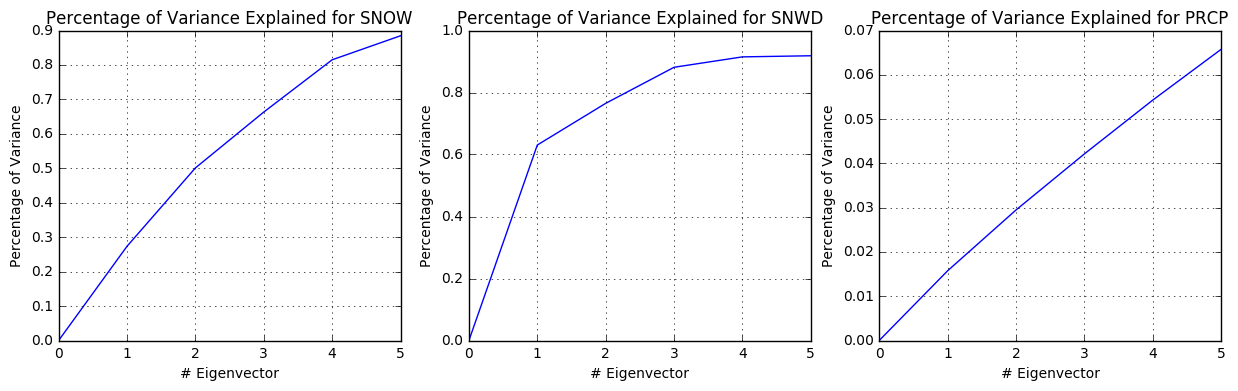 Percentage of Variance Explained for SNOW
0.9
0.8
0.7
0.6
0.5
0.4
0.3
0.2
0.1
0.0
Percentage of Variance
0 1 2 3 4 5
# Eigenvector
Percentage of Variance Explained for SNWD
1.0
0.8
0.6
0.4
0.2
0.0
Percentage of Variance
0 1 2 3 4 5
# Eigenvector
Percentage of Variance Explained for PRCP
0.07
0.06
0.05
0.04
0.03
0.02
0.01
0.00
Percentage of Variance
0 1 2 3 4 5
# Eigenvector